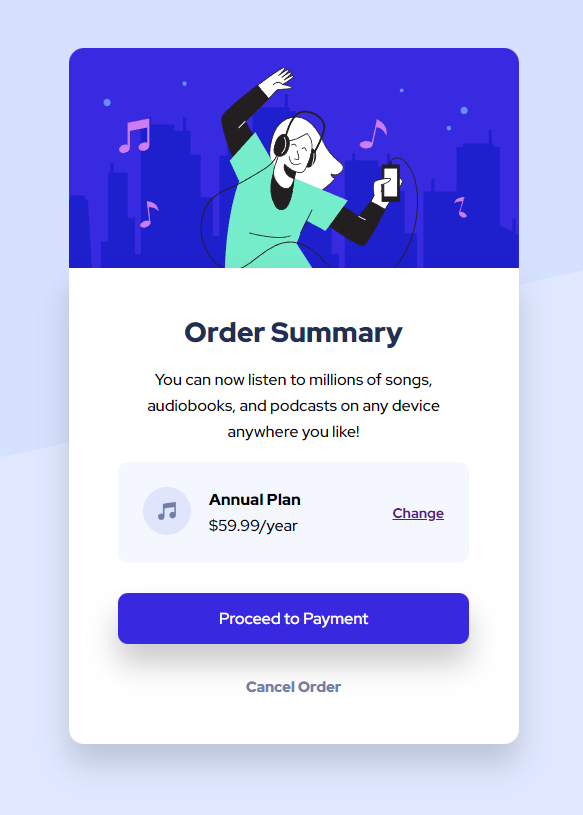 Order Summary
You can now listen to millions of songs,
audiobooks, and podcasts on any device
anywhere you like!
Annual Plan
$59.99/year
Change
Proceed to Payment
Cancel Order